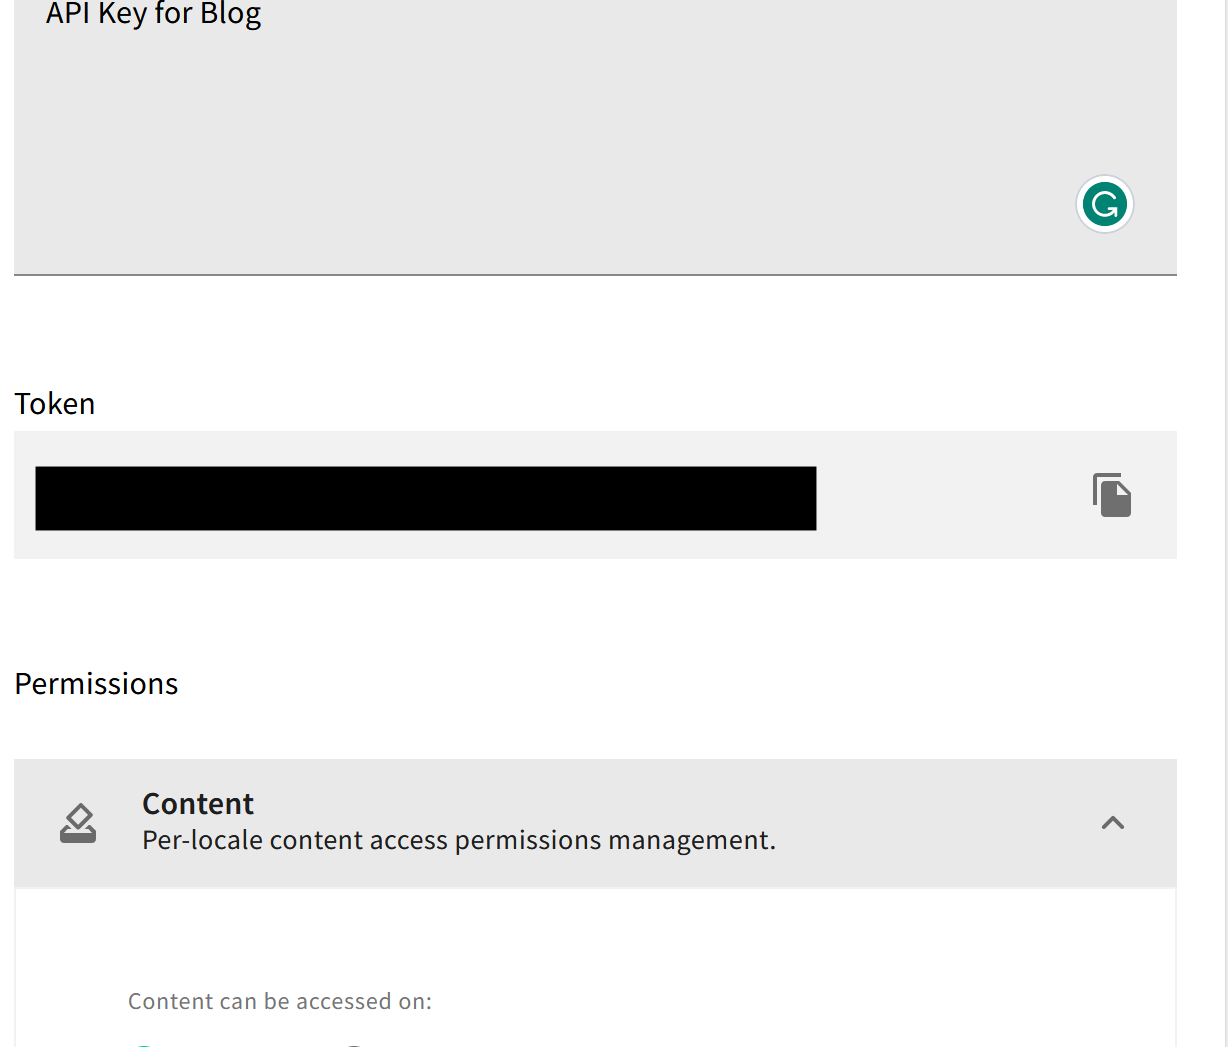 API Key for Blog
Token
Permissions
Content
Per-locale content access permissions management.
Content can be accessed on: